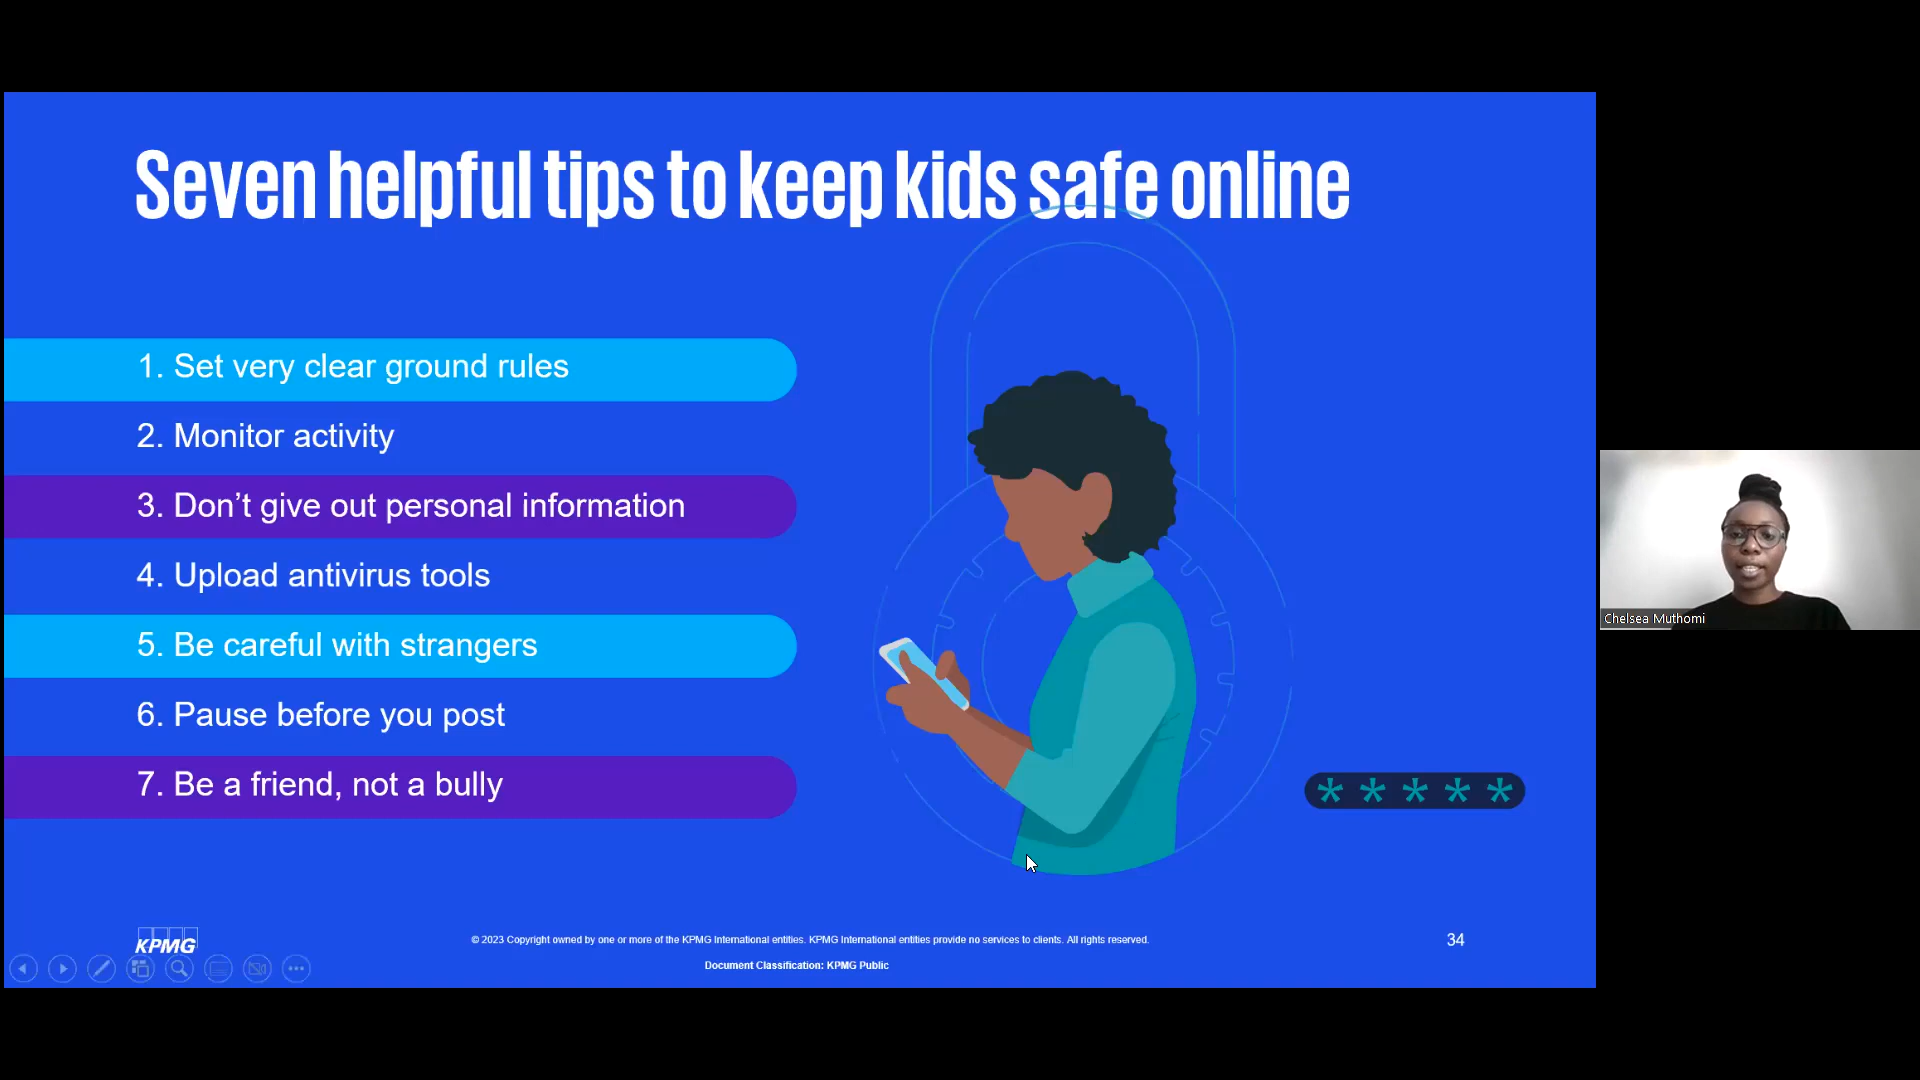 Seven helpful tips to keep kids safe online
1. Set very clear ground rules
2. Monitor activity
3. Don’t give out personal information
4. Upload antivirus tools
5. Be careful with strangers
6. Pause before you post
7. Be a friend, not a bully
* * * * *
Chelsea Muthomi
KPMG
© 2023 Copyright owned by one or more of the KPMG International entities. KPMG International entities provide no services to clients. All rights reserved.
34
Document Classification: KPMG Public